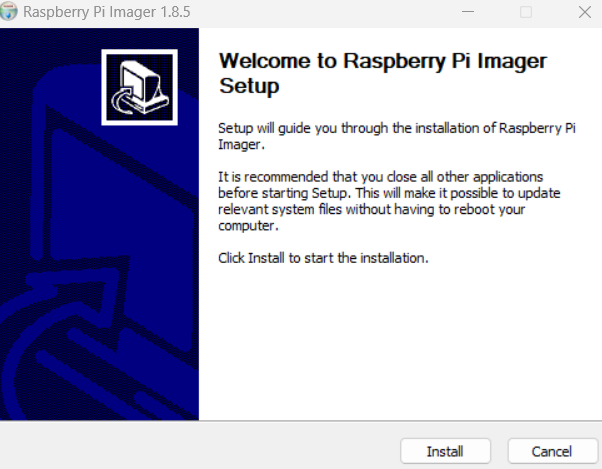 Raspberry Pi Imager 1.8.5
Welcome to Raspberry Pi Imager
Setup
Setup will guide you through the installation of Raspberry Pi
Imager.
It is recommended that you close all other applications
before starting Setup. This will make it possible to update
relevant system files without having to reboot your
computer.
Click Install to start the installation.
Install
Cancel